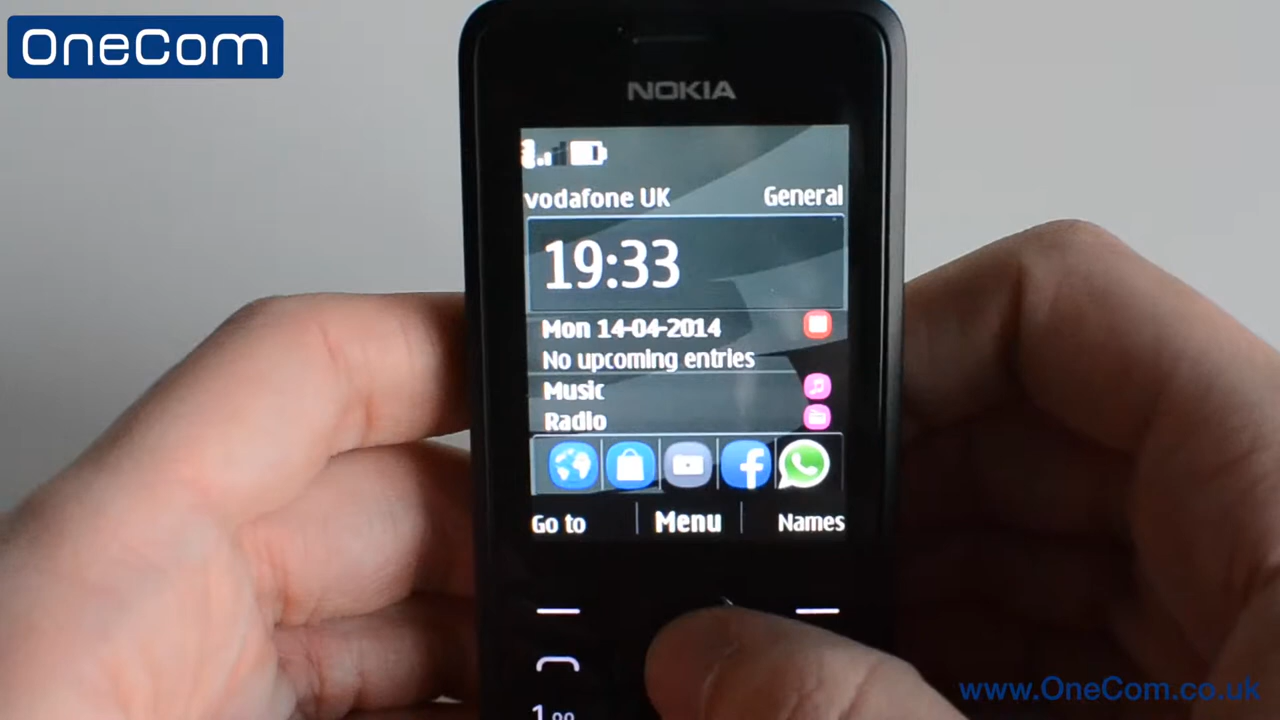 OneCom
NOKIA
vodafone UK General
19:33
Mon 14-04-2014
No upcoming entries
Music
Radio
Go to Menu Names
1
www.OneCom.co.uk